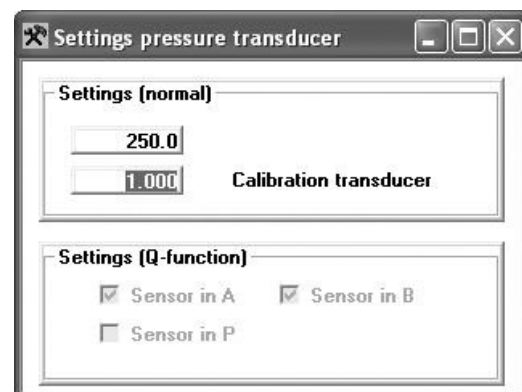 Settings pressure transducer
Settings (normal)
250.0
1.000 Calibration transducer
Settings (Q-function)
Sensor in A Sensor in B
Sensor in P